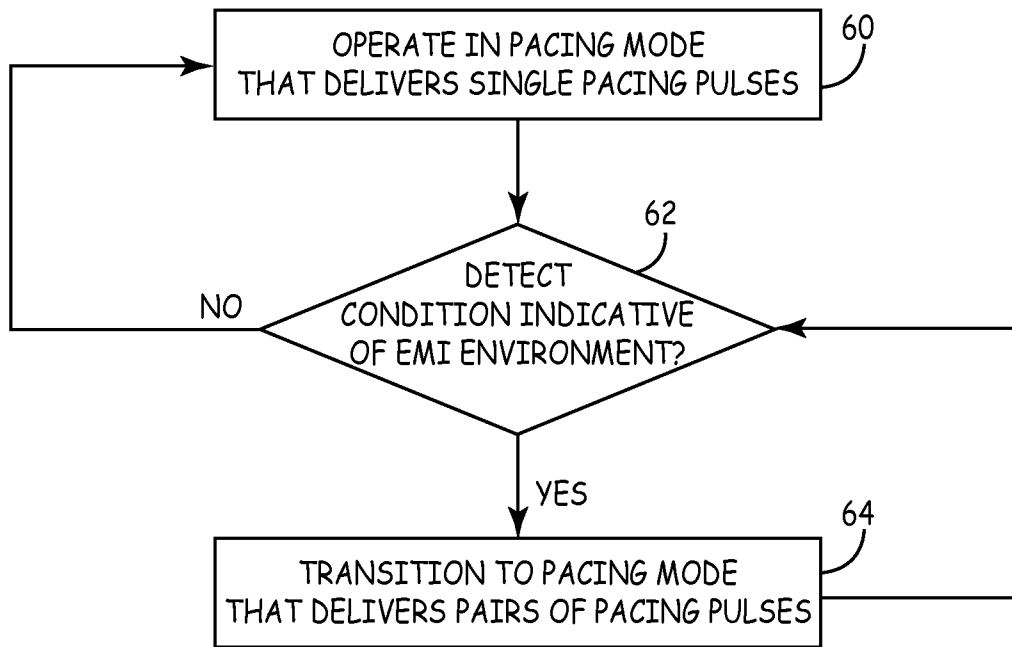 OPERATE IN PACING MODE
THAT DELIVERS SINGLE PACING PULSES
60
62
DETECT
CONDITION INDICATIVE
OF EMI ENVIRONMENT?
NO
YES
64
TRANSITION TO PACING MODE
THAT DELIVERS PAIRS OF PACING PULSES